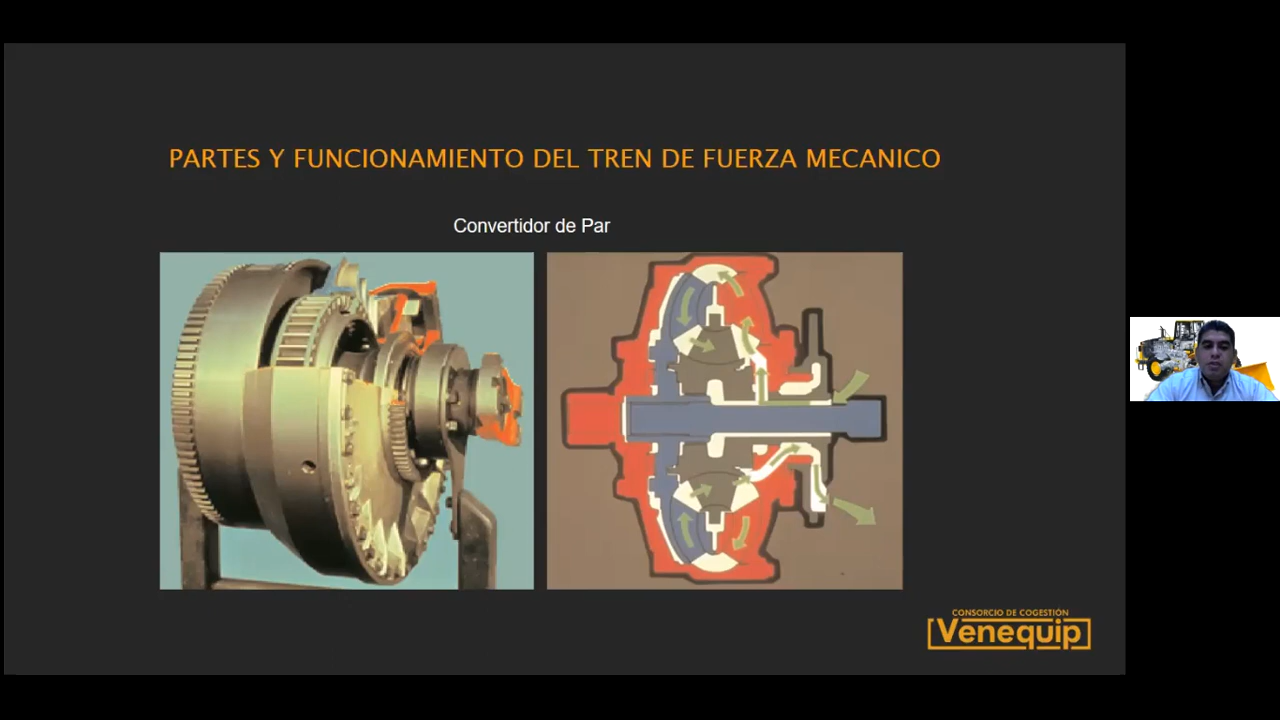 PARTES Y FUNCIONAMIENTO DEL TREN DE FUERZA MECANICO
Convertidor de Par
CONSORCIO DE COGESTIÓN
Venequip